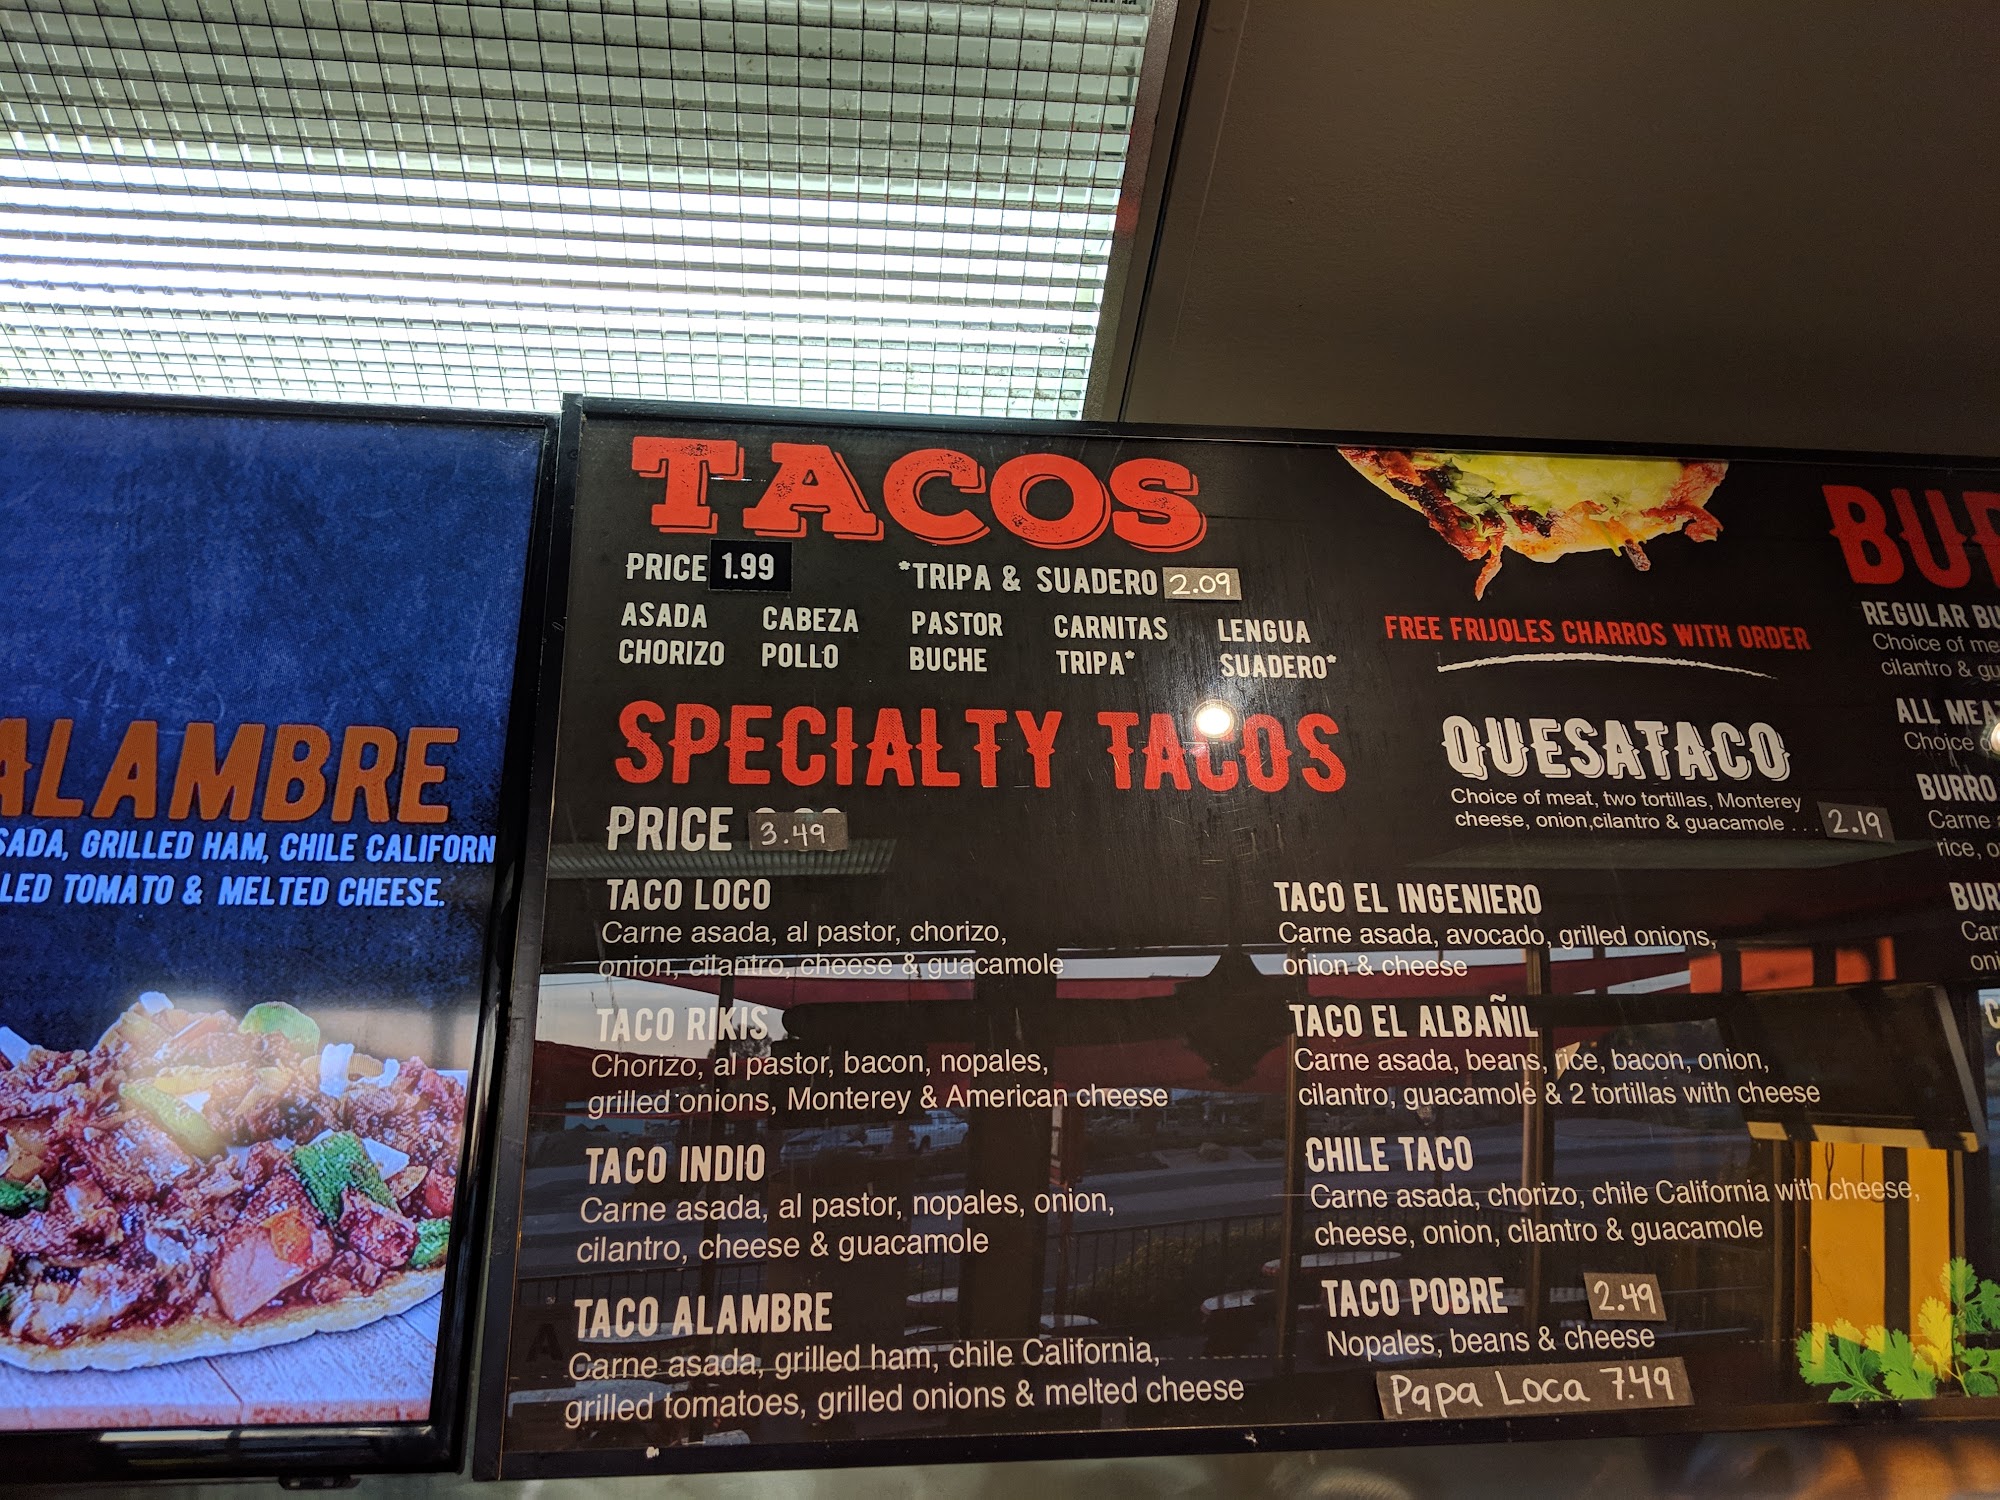 ALAMBRE
SADA, GRILLED HAM, CHILE CALIFORN
LED TOMATO & MELTED CHEESE.
TACOS
PRICE 1.99 *TRIPA & SUADERO 2.09
ASADA CABEZA PASTOR CARNITAS LENGUA
CHORIZO POLLO BUCHE TRIPA* SUADERO*
SPECIALTY TACOS
PRICE 3.49
TACO LOCO
Carne asada, al pastor, chorizo,
onion, cilantro, cheese & guacamole
TACO RIKIS
Chorizo, al pastor, bacon, nopales,
grilled onions, Monterey & American cheese
TACO INDIO
Carne asada, al pastor, nopales, onion,
cilantro, cheese & guacamole
TACO ALAMBRE
Carne asada, grilled ham, chile California,
grilled tomatoes, grilled onions & melted cheese
FREE FRIJOLES CHARROS WITH ORDER
QUESATACO
Choice of meat, two tortillas, Monterey
cheese, onion,cilantro & guacamole . . . 2.19
TACO EL INGENIERO
Carne asada, avocado, grilled onions,
onion & cheese
TACO EL ALBAÑIL
Carne asada, beans, rice, bacon, onion,
cilantro, guacamole & 2 tortillas with cheese
CHILE TACO
Carne asada, chorizo, chile California with cheese,
cheese, onion, cilantro & guacamole
TACO POBRE 2.49
Nopales, beans & cheese
Papa Loca 7.49
BUR
REGULAR BU
Choice of me
cilantro & gu
ALL MEAT
Choice
BURRO
Carne
rice, o
BUR
Car
oni